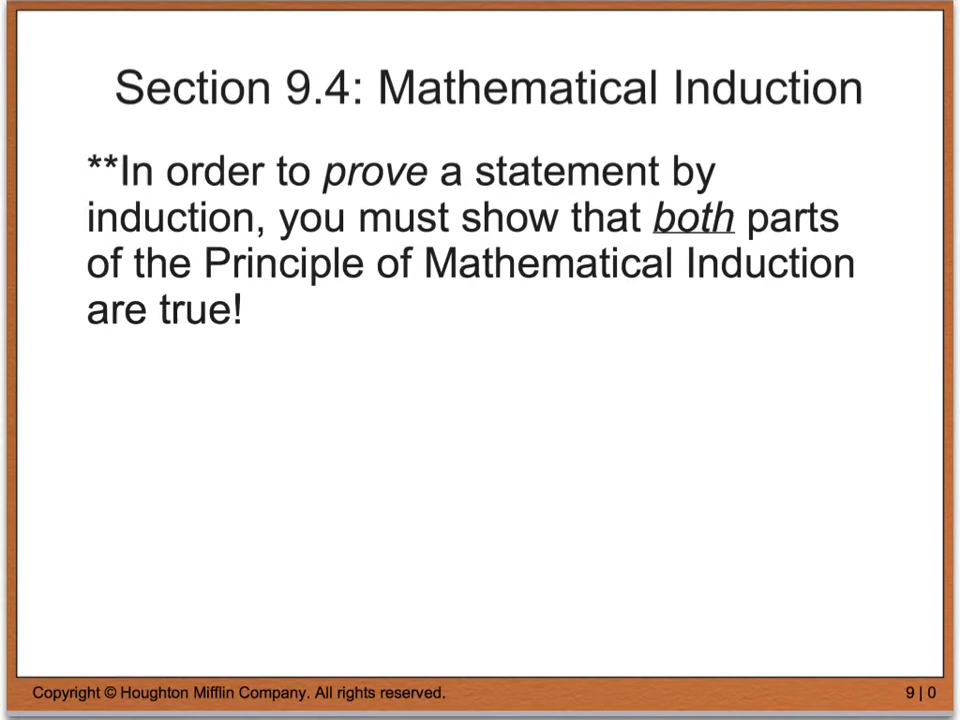 Section 9.4: Mathematical Induction
**In order to prove a statement by
induction, you must show that both parts
of the Principle of Mathematical Induction
are true!
Copyright © Houghton Mifflin Company. All rights reserved.
9 | 0